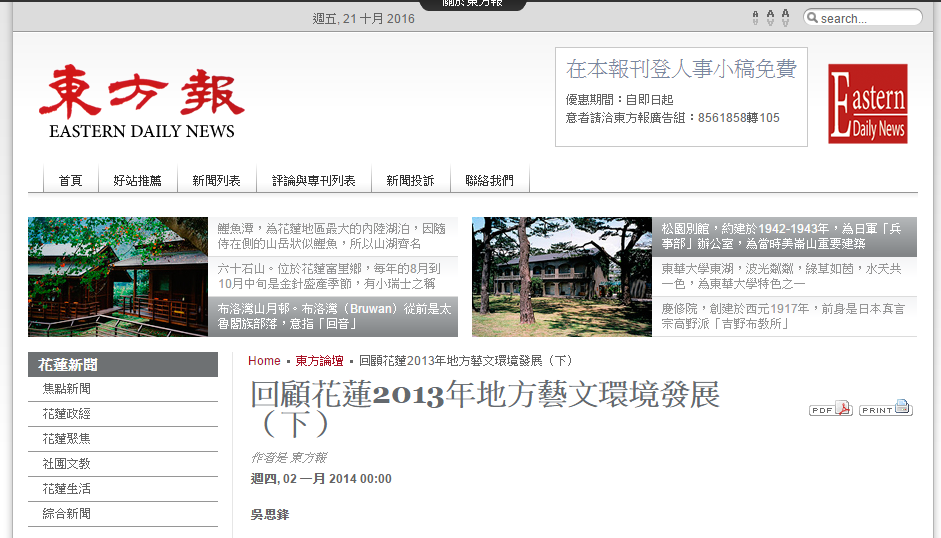 關於東方報
週五, 21 十月 2016
A A A
search...
東方報
EASTERN DAILY NEWS
在本報刊登人事小稿免費
優惠期間：自即日起
意者請洽東方報廣告組：8561858轉105
Eastern
Daily News
首頁
好站推薦
新聞列表
評論與專刊列表
新聞投訴
聯絡我們
鯉魚潭，為花蓮地區最大的內陸湖泊，因隨
侍在側的山岳狀似鯉魚，所以山湖齊名
六十石山。位於花蓮富里鄉，每年的8月到
10月中旬是金針盛產季節，有小瑞士之稱
布洛灣山月邨。布洛灣（Bruwan）從前是太
魯閣族部落，意指「回音」
松園別館，約建於1942-1943年，為日軍「兵
事部」辦公室，為當時美崙山重要建築
東華大學東湖，波光粼粼，綠草如茵，水天共
一色，為東華大學特色之一
慶修院，創建於西元1917年，前身是日本真言
宗高野派「吉野布教所」
花蓮新聞
焦點新聞
花蓮政經
花蓮聚焦
社團文教
花蓮生活
綜合新聞
Home ▪ 東方論壇 ▪ 回顧花蓮2013年地方藝文環境發展（下）
回顧花蓮2013年地方藝文環境發展
（下）
PDF
PRINT
作者是 東方報
週四, 02 一月 2014 00:00
吳思鋒